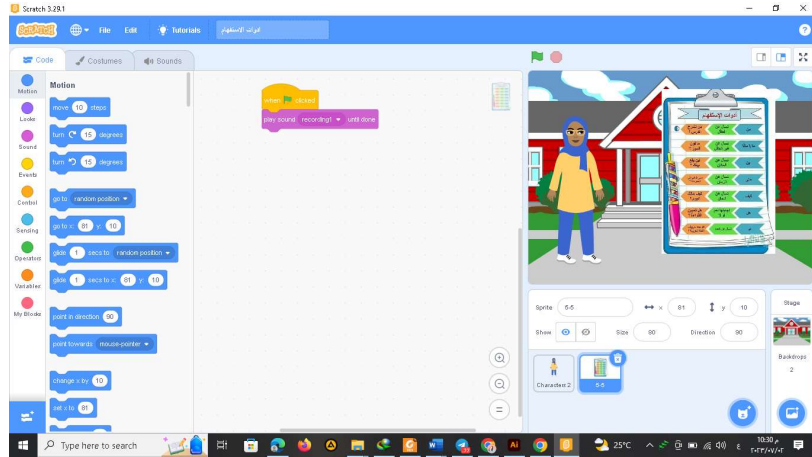 Scratch 3.29.1
SCRATCH
File
Edit
Tutorials
أدوات الاستفهام
Code
Costumes
Sounds
Motion
Looks
Sound
Events
Control
Sensing
Operators
Variables
My Blocks
Motion
move 10 steps
turn 15 degrees
turn 15 degrees
go to random position
go to x: 81 y: 10
glide 1 secs to random position
glide 1 secs to x: 81 y: 10
point in direction 90
point towards mouse-pointer
change x by 10
set x to 81
when clicked
play sound recording1 until done
أدوات الإستفهام
Sprite 5-5 x 81 y 10
Show Size 90 Direction 90
Character 2
5-5
Stage
Backdrops
2
Type here to search
25°C
ع
10:30 م